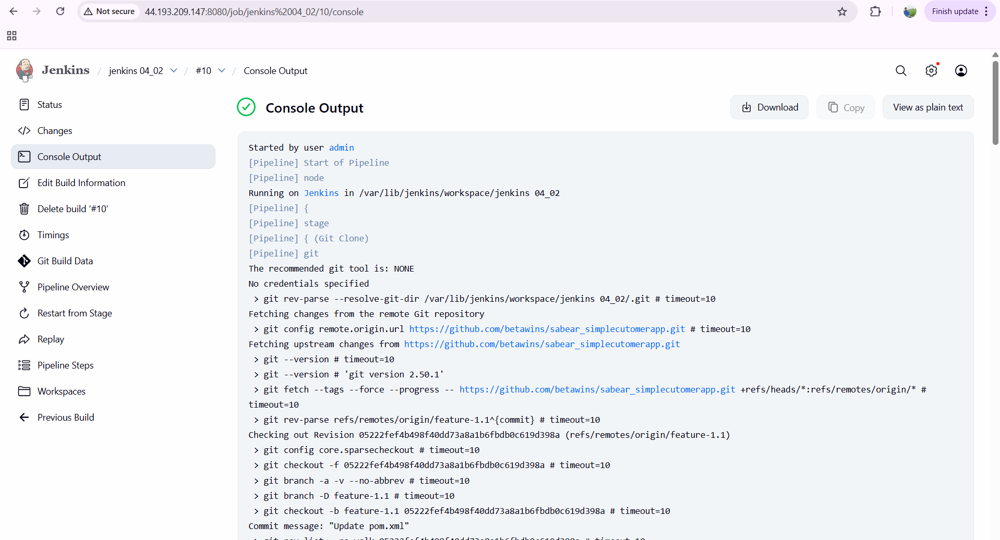 Not secure 44.193.209.147:8080/job/jenkins%2004_02/10/console Finish update
Jenkins / jenkins 04_02 / #10 / Console Output
Status
Changes
Console Output
Edit Build Information
Delete build ‘#10’
Timings
Git Build Data
Pipeline Overview
Restart from Stage
Replay
Pipeline Steps
Workspaces
Previous Build
Console Output
Download
Copy
View as plain text
Started by user admin
[Pipeline] Start of Pipeline
[Pipeline] node
Running on Jenkins in /var/lib/jenkins/workspace/jenkins 04_02
[Pipeline] {
[Pipeline] stage
[Pipeline] { (Git Clone)
[Pipeline] git
The recommended git tool is: NONE
No credentials specified
> git rev-parse --resolve-git-dir /var/lib/jenkins/workspace/jenkins 04_02/.git # timeout=10
Fetching changes from the remote Git repository
> git config remote.origin.url https://github.com/betawins/sabear_simplecutomerapp.git # timeout=10
Fetching upstream changes from https://github.com/betawins/sabear_simplecutomerapp.git
> git --version # timeout=10
> git --version # 'git version 2.50.1'
> git fetch --tags --force --progress -- https://github.com/betawins/sabear_simplecutomerapp.git +refs/heads/*:refs/remotes/origin/* #
timeout=10
> git rev-parse refs/remotes/origin/feature-1.1^{commit} # timeout=10
Checking out Revision 05222fef4b498f40dd73a8a1b6fbdb0c619d398a (refs/remotes/origin/feature-1.1)
> git config core.sparsecheckout # timeout=10
> git checkout -f 05222fef4b498f40dd73a8a1b6fbdb0c619d398a # timeout=10
> git branch -a -v --no-abbrev # timeout=10
> git branch -D feature-1.1 # timeout=10
> git checkout -b feature-1.1 05222fef4b498f40dd73a8a1b6fbdb0c619d398a # timeout=10
Commit message: "Update pom.xml"